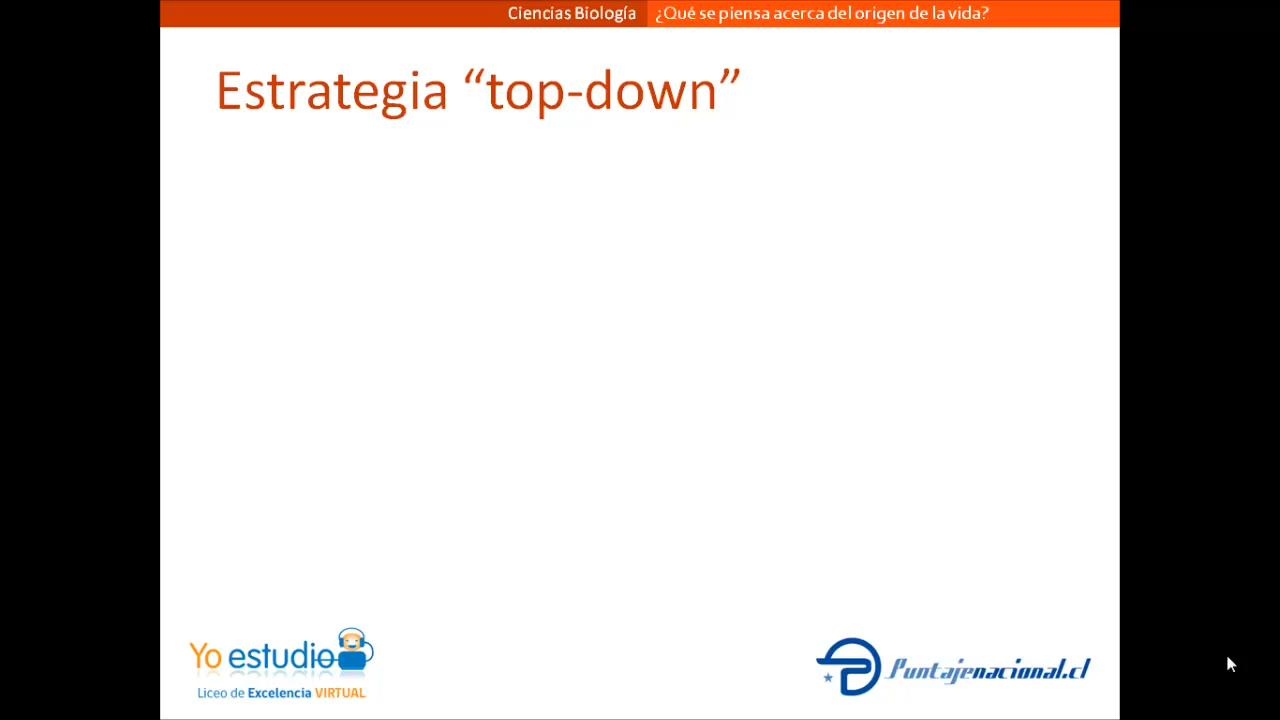 Ciencias Biología ¿Qué se piensa acerca del origen de la vida?
Estrategia “top-down”
Yo estudio
Liceo de Excelencia VIRTUAL
Puntajenacional.cl